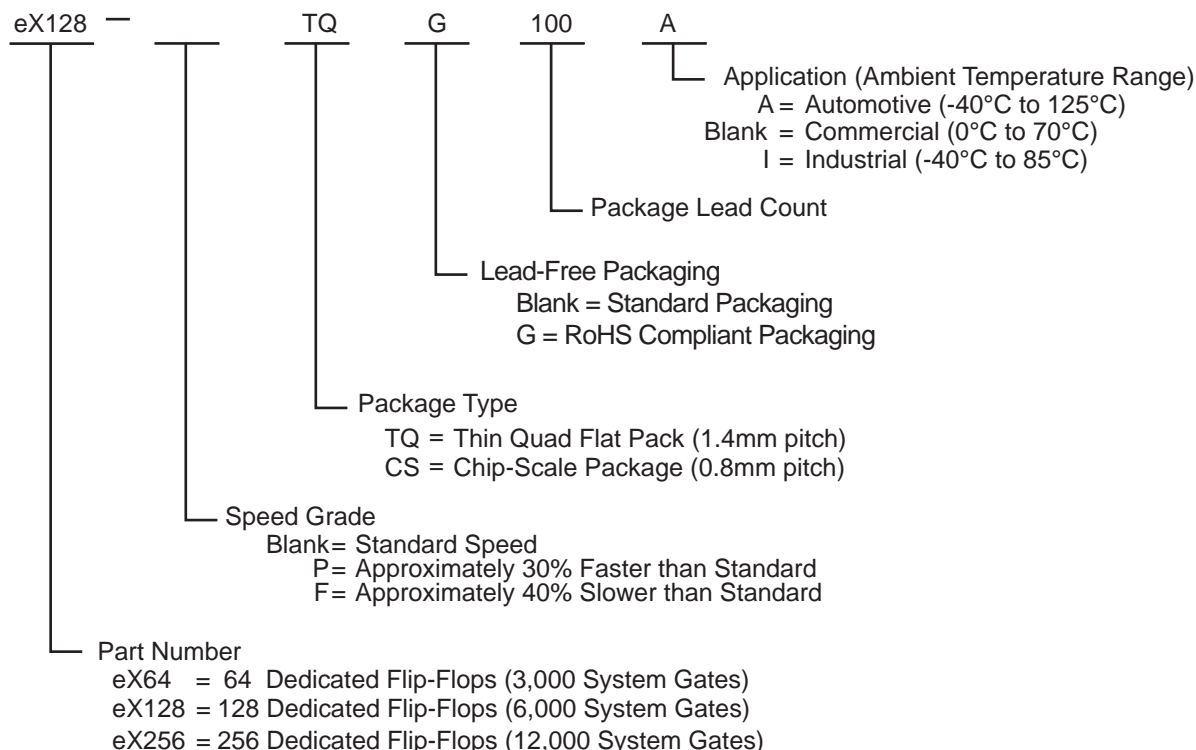 eX128 – TQ G 100 A
Application (Ambient Temperature Range)
A = Automotive (-40°C to 125°C)
Blank = Commercial (0°C to 70°C)
I = Industrial (-40°C to 85°C)
Package Lead Count
Lead-Free Packaging
Blank = Standard Packaging
G = RoHS Compliant Packaging
Package Type
TQ = Thin Quad Flat Pack (1.4mm pitch)
CS = Chip-Scale Package (0.8mm pitch)
Speed Grade
Blank= Standard Speed
P= Approximately 30% Faster than Standard
F= Approximately 40% Slower than Standard
Part Number
eX64 = 64 Dedicated Flip-Flops (3,000 System Gates)
eX128 = 128 Dedicated Flip-Flops (6,000 System Gates)
eX256 = 256 Dedicated Flip-Flops (12,000 System Gates)